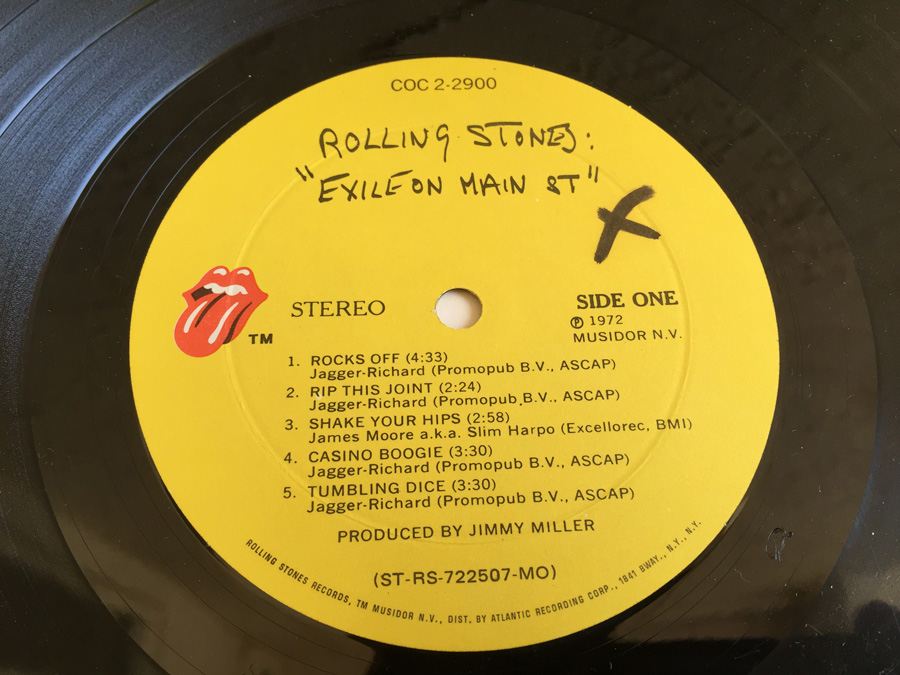 COC 2-2900
ROLLING STONES:
"EXILE ON MAIN ST"
X
STEREO
SIDE ONE
℗ 1972
MUSIDOR N.V.
TM
1. ROCKS OFF (4:33)
Jagger-Richard (Promopub B.V., ASCAP)
2. RIP THIS JOINT (2:24)
Jagger-Richard (Promopub B.V., ASCAP)
3. SHAKE YOUR HIPS (2:58)
James Moore a.k.a. Slim Harpo (Excellorec, BMI)
4. CASINO BOOGIE (3:30)
Jagger-Richard (Promopub B.V., ASCAP)
5. TUMBLING DICE (3:30)
Jagger-Richard (Promopub B.V., ASCAP)
PRODUCED BY JIMMY MILLER
(ST-RS-722507-MO)
ROLLING STONES RECORDS, TM MUSIDOR N.V., DIST. BY ATLANTIC RECORDING CORP., 1841 BWAY., N.Y., N.Y.